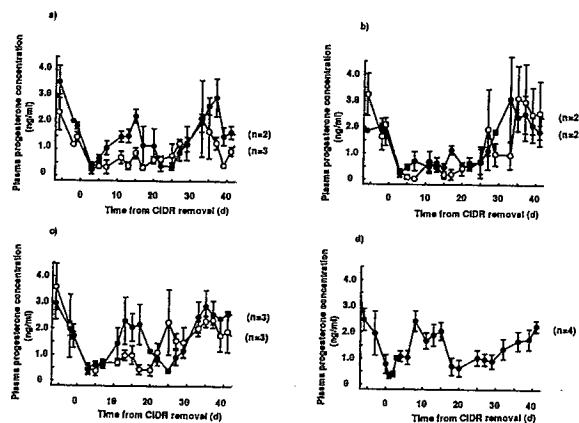 a)
Plasma progesterone concentration
(ng/ml)
4.0
3.0
2.0
1.0
0
0 10 20 30 40
Time from CIDR removal (d)
(n=2)
(n=3
b)
Plasma progesterone concentration
(ng/ml)
4.0
3.0
2.0
1.0
0
0 10 20 30 40
Time from CIDR removal (d)
(n=2
(n=2
c)
Plasma progesterone concentration
(ng/ml)
4.0
3.0
2.0
1.0
0
0 10 20 30 40
Time from CIDR removal (d)
(n=3)
(n=3)
d)
Plasma progesterone concentration
(ng/ml)
4.0
3.0
2.0
1.0
0
0 10 20 30 40
Time from CIDR removal (d)
(n=4)